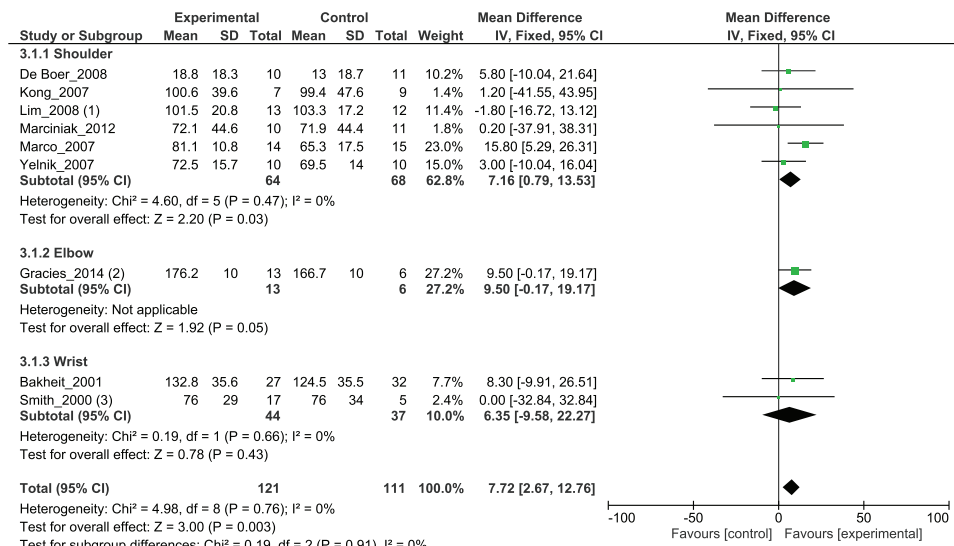 Experimental Control Mean Difference Mean Difference
Study or Subgroup Mean SD Total Mean SD Total Weight IV, Fixed, 95% CI IV, Fixed, 95% CI
3.1.1 Shoulder
De Boer_2008 18.8 18.3 10 13 18.7 11 10.2% 5.80 [-10.04, 21.64]
Kong_2007 100.6 39.6 7 99.4 47.6 9 1.4% 1.20 [-41.55, 43.95]
Lim_2008 (1) 101.5 20.8 13 103.3 17.2 12 11.4% -1.80 [-16.72, 13.12]
Marciniak_2012 72.1 44.6 10 71.9 44.4 11 1.8% 0.20 [-37.91, 38.31]
Marco_2007 81.1 10.8 14 65.3 17.5 15 23.0% 15.80 [5.29, 26.31]
Yelnik_2007 72.5 15.7 10 69.5 14 10 15.0% 3.00 [-10.04, 16.04]
Subtotal (95% CI) 64 68 62.8% 7.16 [0.79, 13.53]
Heterogeneity: Chi² = 4.60, df = 5 (P = 0.47); I² = 0%
Test for overall effect: Z = 2.20 (P = 0.03)
3.1.2 Elbow
Gracies_2014 (2) 176.2 10 13 166.7 10 6 27.2% 9.50 [-0.17, 19.17]
Subtotal (95% CI) 13 6 27.2% 9.50 [-0.17, 19.17]
Heterogeneity: Not applicable
Test for overall effect: Z = 1.92 (P = 0.05)
3.1.3 Wrist
Bakheit_2001 132.8 35.6 27 124.5 35.5 32 7.7% 8.30 [-9.91, 26.51]
Smith_2000 (3) 76 29 17 76 34 5 2.4% 0.00 [-32.84, 32.84]
Subtotal (95% CI) 44 37 10.0% 6.35 [-9.58, 22.27]
Heterogeneity: Chi² = 0.19, df = 1 (P = 0.66); I² = 0%
Test for overall effect: Z = 0.78 (P = 0.43)
Total (95% CI) 121 111 100.0% 7.72 [2.67, 12.76]
Heterogeneity: Chi² = 4.98, df = 8 (P = 0.76); I² = 0%
Test for overall effect: Z = 3.00 (P = 0.003)
Test for subgroup differences: Chi² = 0.19, df = 2 (P = 0.91), I² = 0%
-100 -50 0 50 100
Favours [control] Favours [experimental]